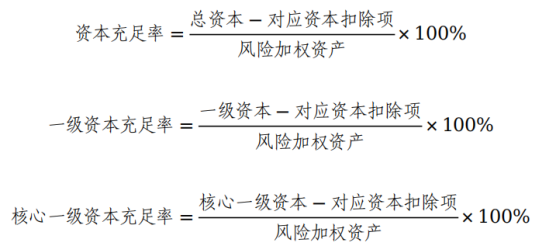 资本充足率 = (总资本 − 对应资本扣除项) / 风险加权资产 × 100%
一级资本充足率 = (一级资本 − 对应资本扣除项) / 风险加权资产 × 100%
核心一级资本充足率 = (核心一级资本 − 对应资本扣除项) / 风险加权资产 × 100%